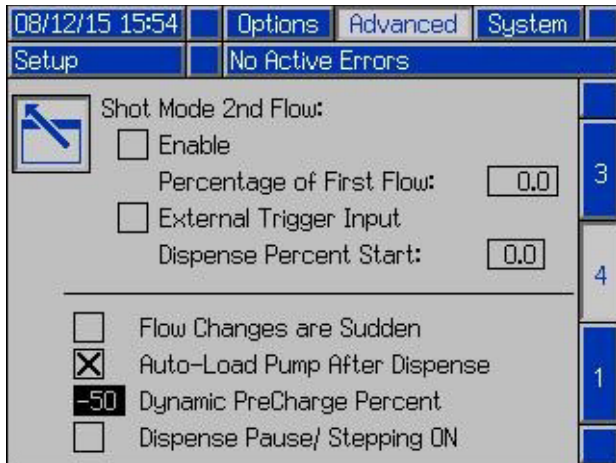 08/12/15 15:54 Options Advanced System
Setup No Active Errors
Shot Mode 2nd Flow:
Enable
Percentage of First Flow: 0.0
3
External Trigger Input
Dispense Percent Start: 0.0
4
Flow Changes are Sudden
Auto-Load Pump After Dispense
1
-50 Dynamic PreCharge Percent
Dispense Pause/ Stepping ON